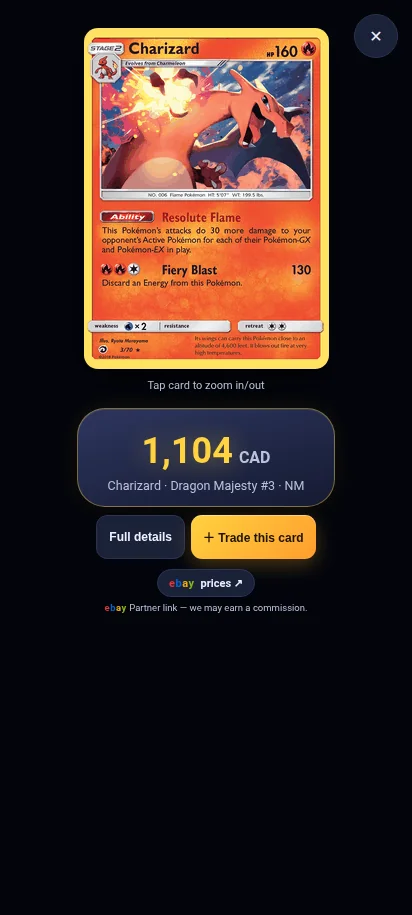 ×
STAGE 2 Charizard HP 160
Evolves from Charmeleon
NO. 006 Flame Pokémon HT: 5'07" WT: 199.5 lbs.
Ability Resolute Flame
This Pokémon's attacks do 30 more damage to your
opponent's Active Pokémon for each of their Pokémon-GX
and Pokémon-EX in play.
Fiery Blast 130
Discard an Energy from this Pokémon.
weakness ×2 resistance retreat
Illus. Ryota Murayama
3/70 ★
Its wings can carry this Pokémon close to an
altitude of 4,600 feet. It blows out fire at very
high temperatures.
Tap card to zoom in/out
1,104 CAD
Charizard · Dragon Majesty #3 · NM
Full details
+ Trade this card
ebay prices ↗
ebay Partner link — we may earn a commission.